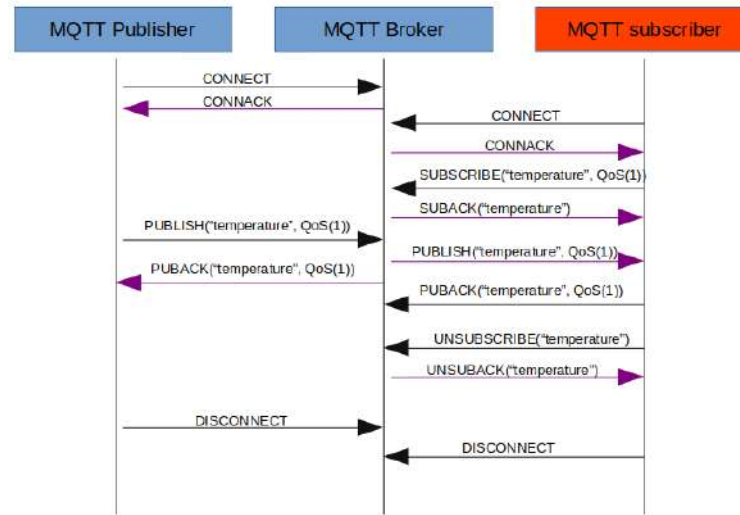 MQTT Publisher
MQTT Broker
MQTT subscriber
CONNECT
CONNACK
CONNECT
CONNACK
SUBSCRIBE(“temperature”, QoS(1))
SUBACK(“temperature”)
PUBLISH(“temperature”, QoS(1))
PUBLISH(“temperature”, QoS(1))
PUBACK(“temperature”, QoS(1))
PUBACK(“temperature”, QoS(1))
UNSUBSCRIBE(“temperature”)
UNSUBACK(“temperature”)
DISCONNECT
DISCONNECT